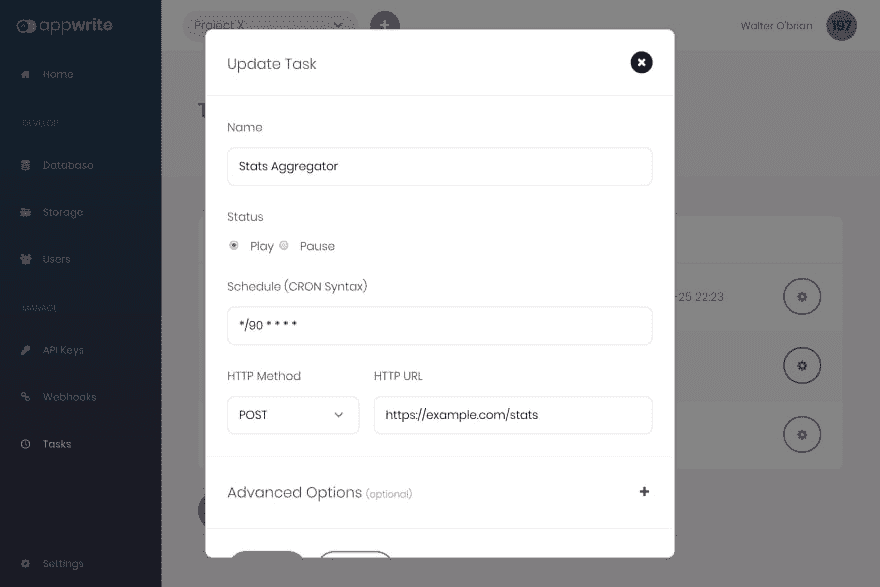 appwrite
Project X
+
Walter O'brian
Home
DEVELOP
Database
Storage
Users
MANAGE
API Keys
Webhooks
Tasks
Settings
-25 22:23
Update Task
Name
Stats Aggregator
Status
Play Pause
Schedule (CRON Syntax)
*/90 * * * *
HTTP Method HTTP URL
POST https://example.com/stats
Advanced Options (optional) +